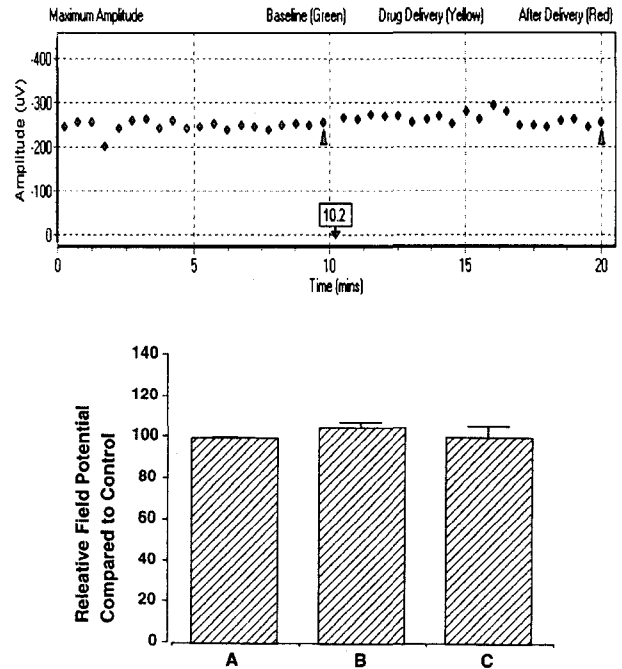 Maximum Amplitude Baseline (Green) Drug Delivery (Yellow) After Delivery (Red)
Amplitude (uV)
-400
-300
-200
-100
0
10.2
0 5 10 15 20
Time (mins)
Releative Field Potential
Compared to Control
140
120
100
80
60
40
20
0
A B C